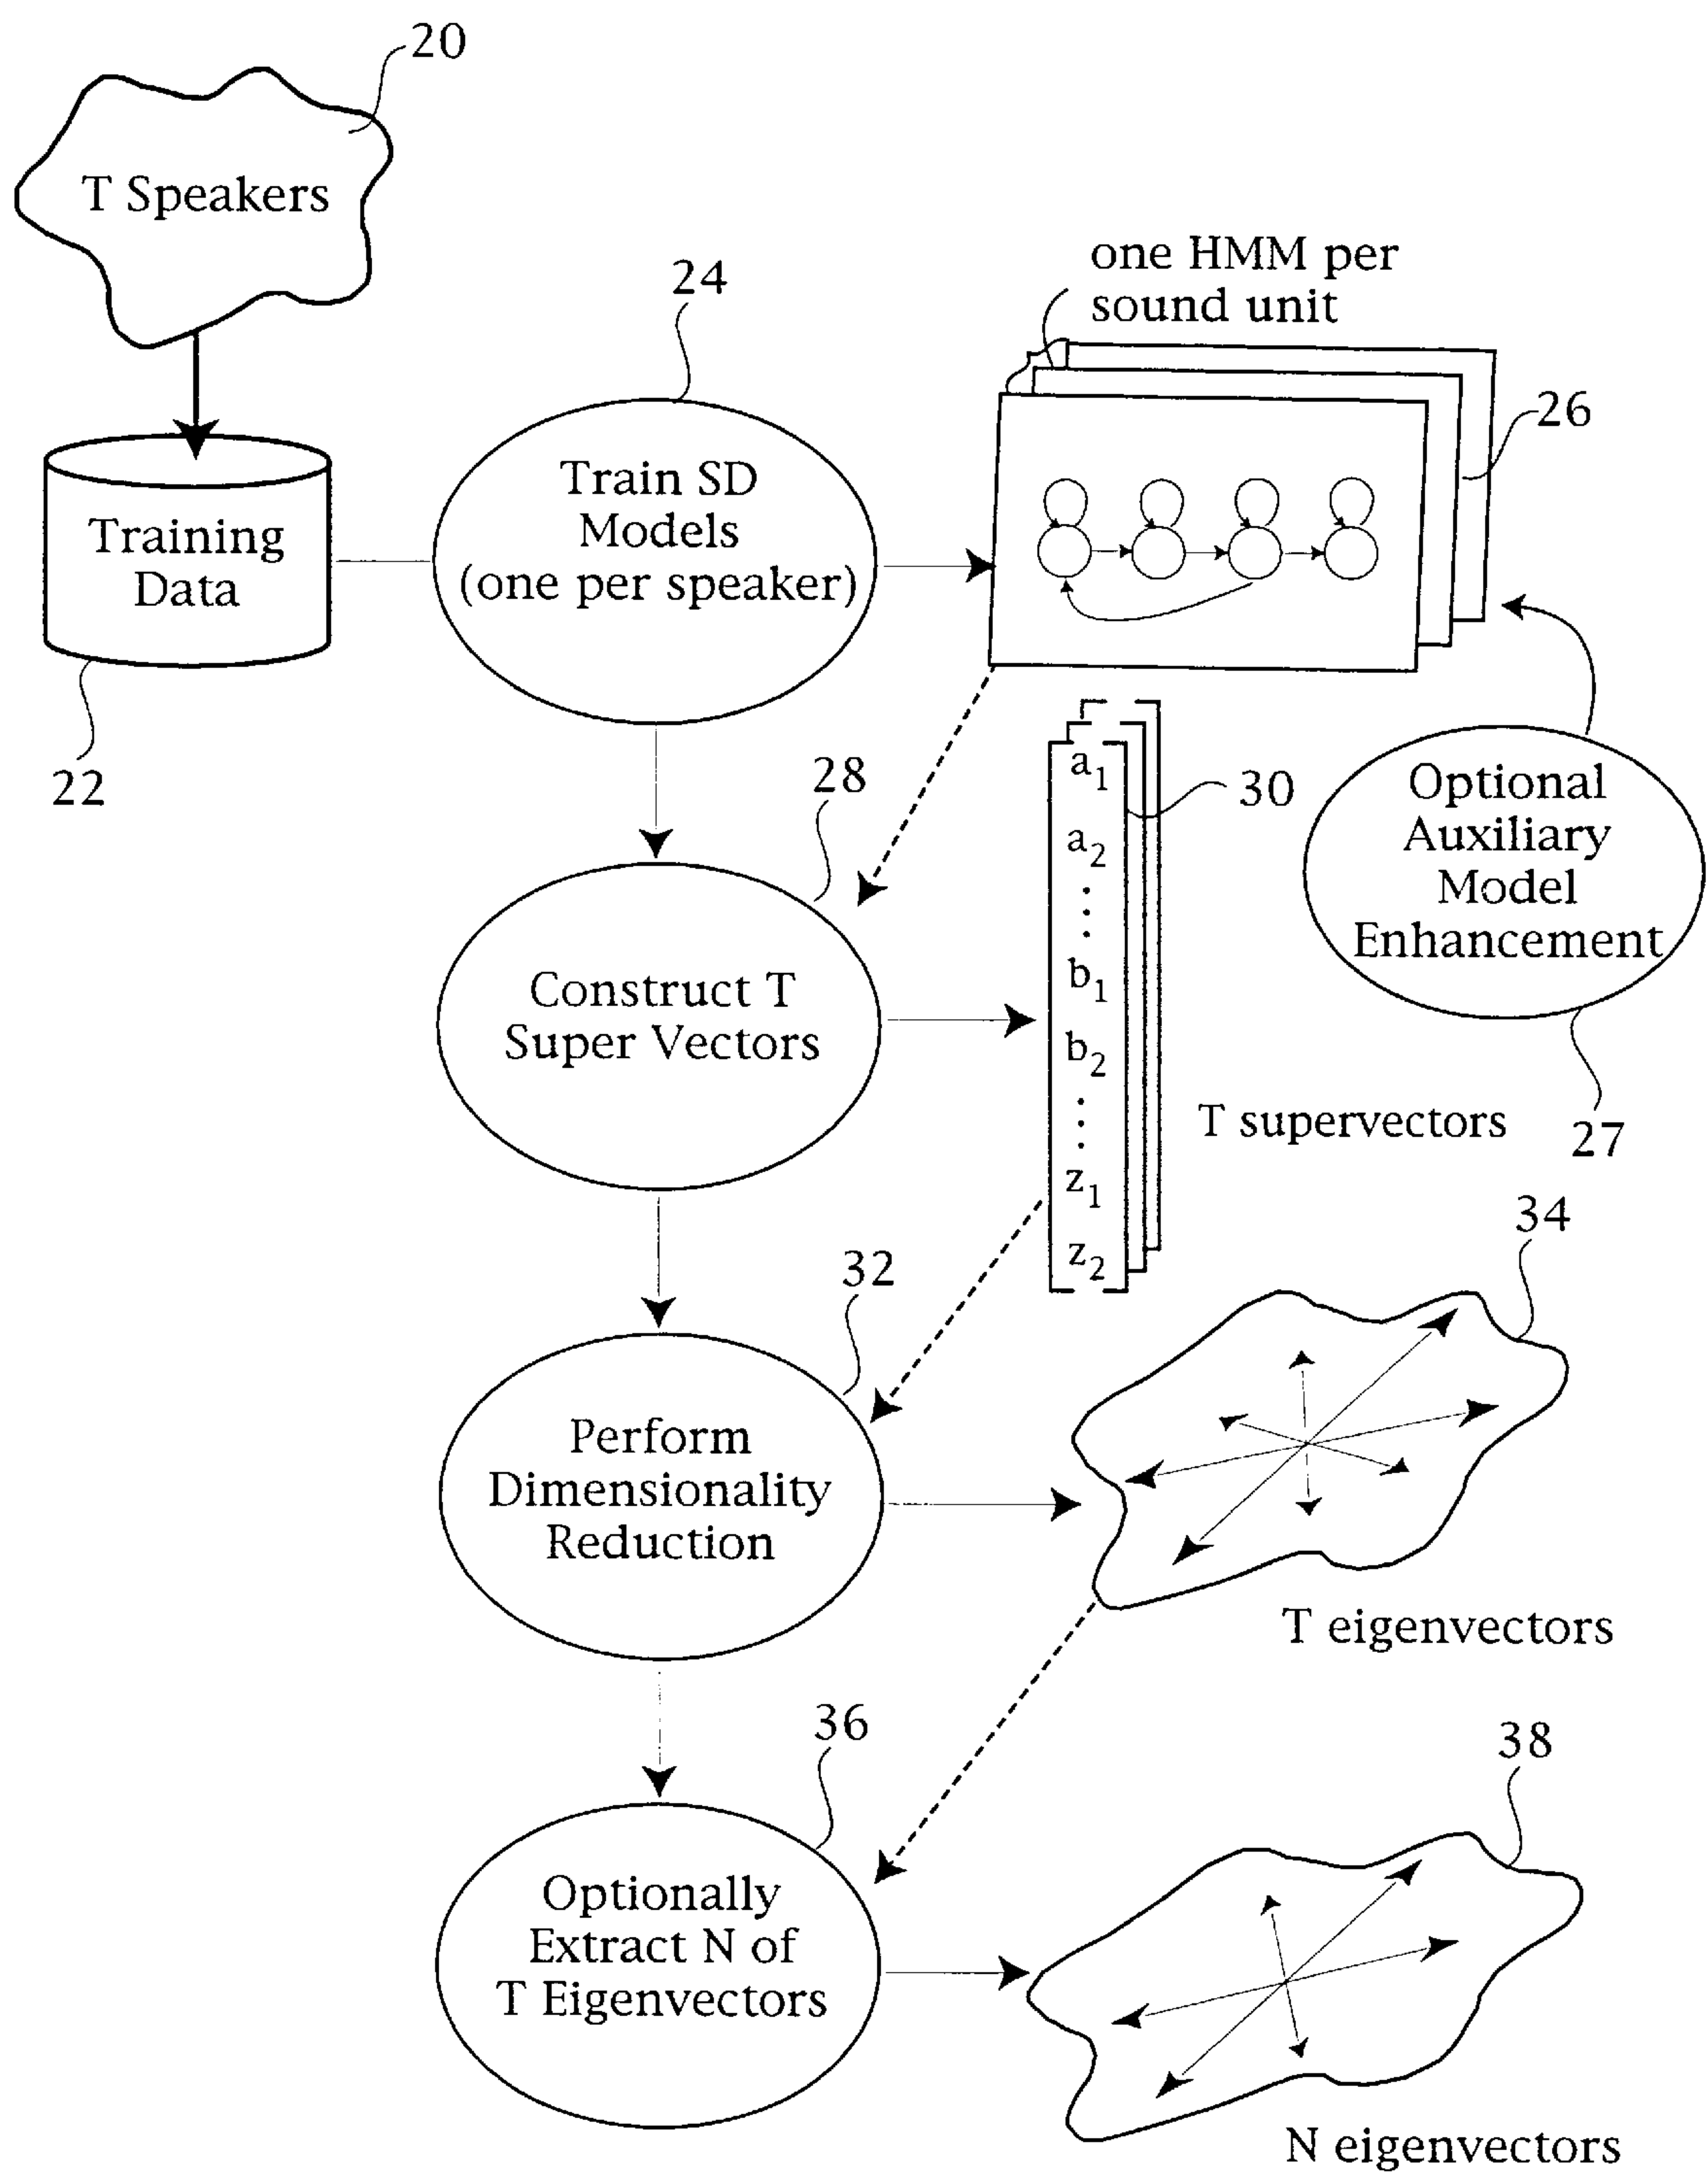 20
T Speakers
24
one HMM per
sound unit
26
Train SD
Models
(one per speaker)
Training
Data
22
28
a1
a2
⋮
b1
b2
⋮
z1
z2
30
Optional
Auxiliary
Model
Enhancement
27
Construct T
Super Vectors
T supervectors
32
34
Perform
Dimensionality
Reduction
T eigenvectors
36
38
Optionally
Extract N of
T Eigenvectors
N eigenvectors